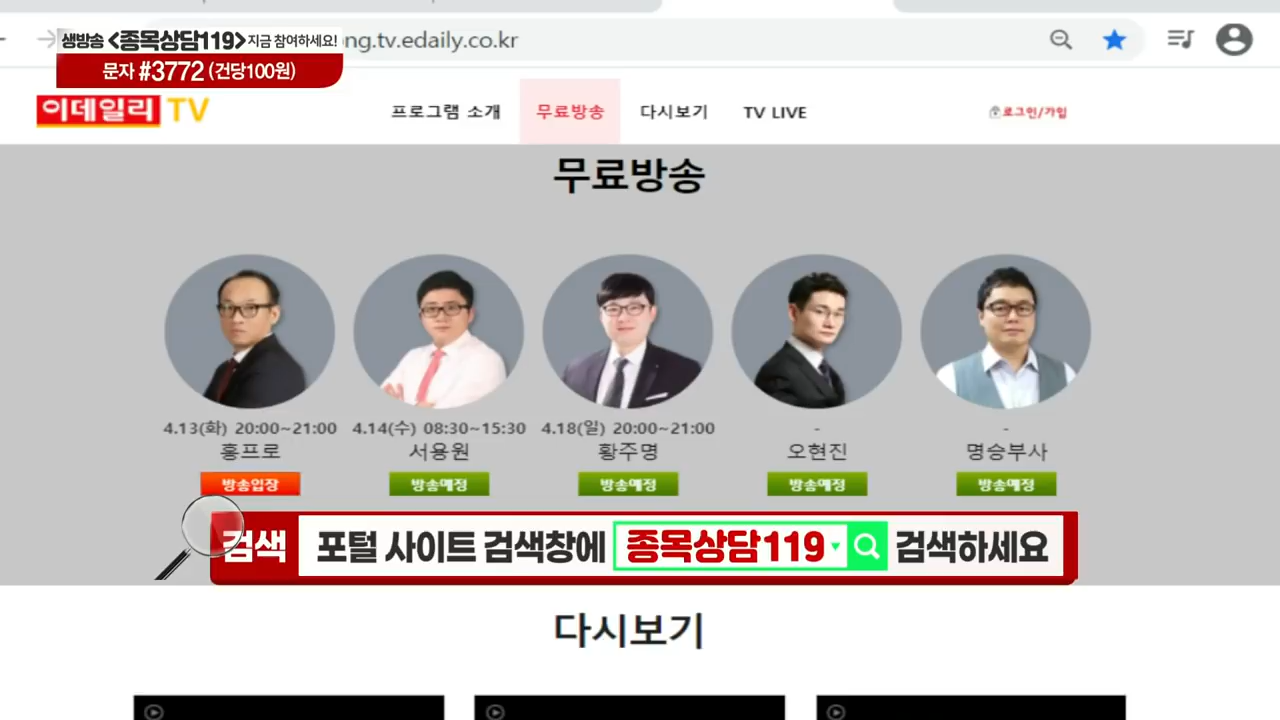 생방송 <종목상담119> 지금 참여하세요!
ng.tv.edaily.co.kr
문자 #3772 (건당100원)
이데일리 TV
프로그램 소개
무료방송
다시보기
TV LIVE
로그인/가입
무료방송
4.13(화) 20:00~21:00
4.14(수) 08:30~15:30
4.18(일) 20:00~21:00
-
-
홍프로
서용원
황주명
오현진
명승부사
방송입장
방송예정
방송예정
방송예정
방송예정
검색 포털 사이트 검색창에 종목상담119 검색하세요
다시보기